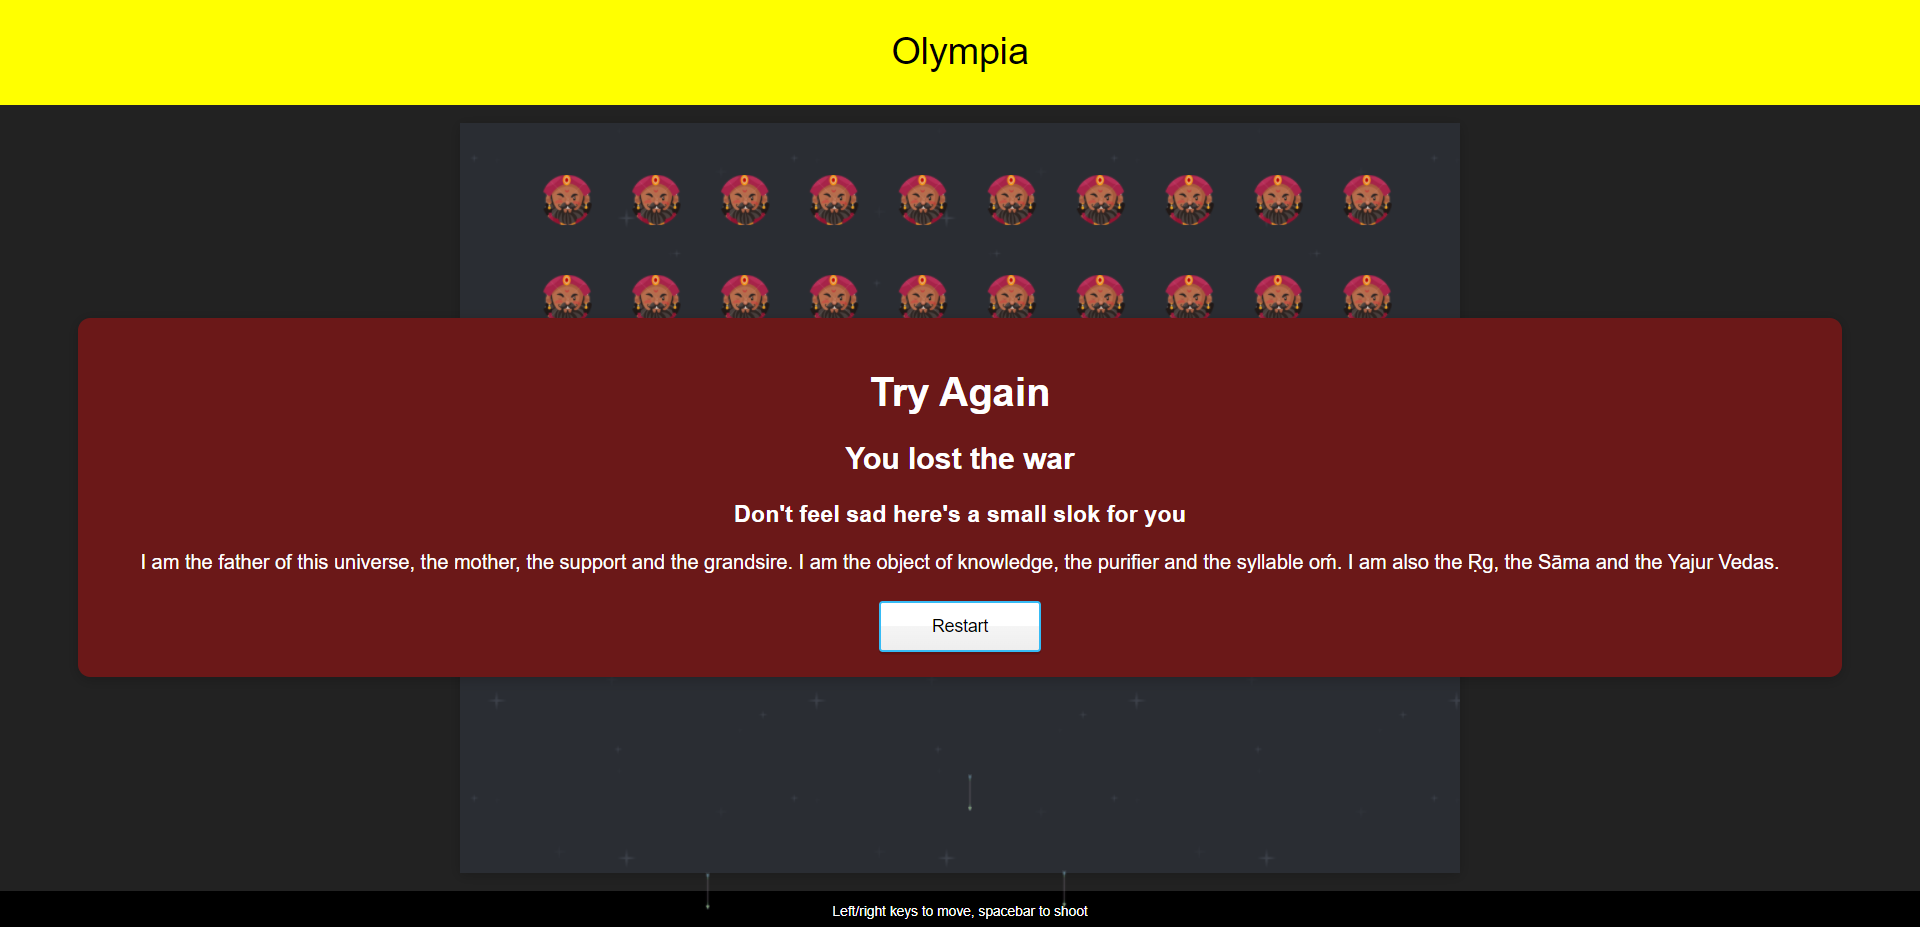 Olympia
Try Again
You lost the war
Don't feel sad here's a small slok for you
I am the father of this universe, the mother, the support and the grandsire. I am the object of knowledge, the purifier and the syllable oḿ. I am also the Ṛg, the Sāma and the Yajur Vedas.
Restart
Left/right keys to move, spacebar to shoot